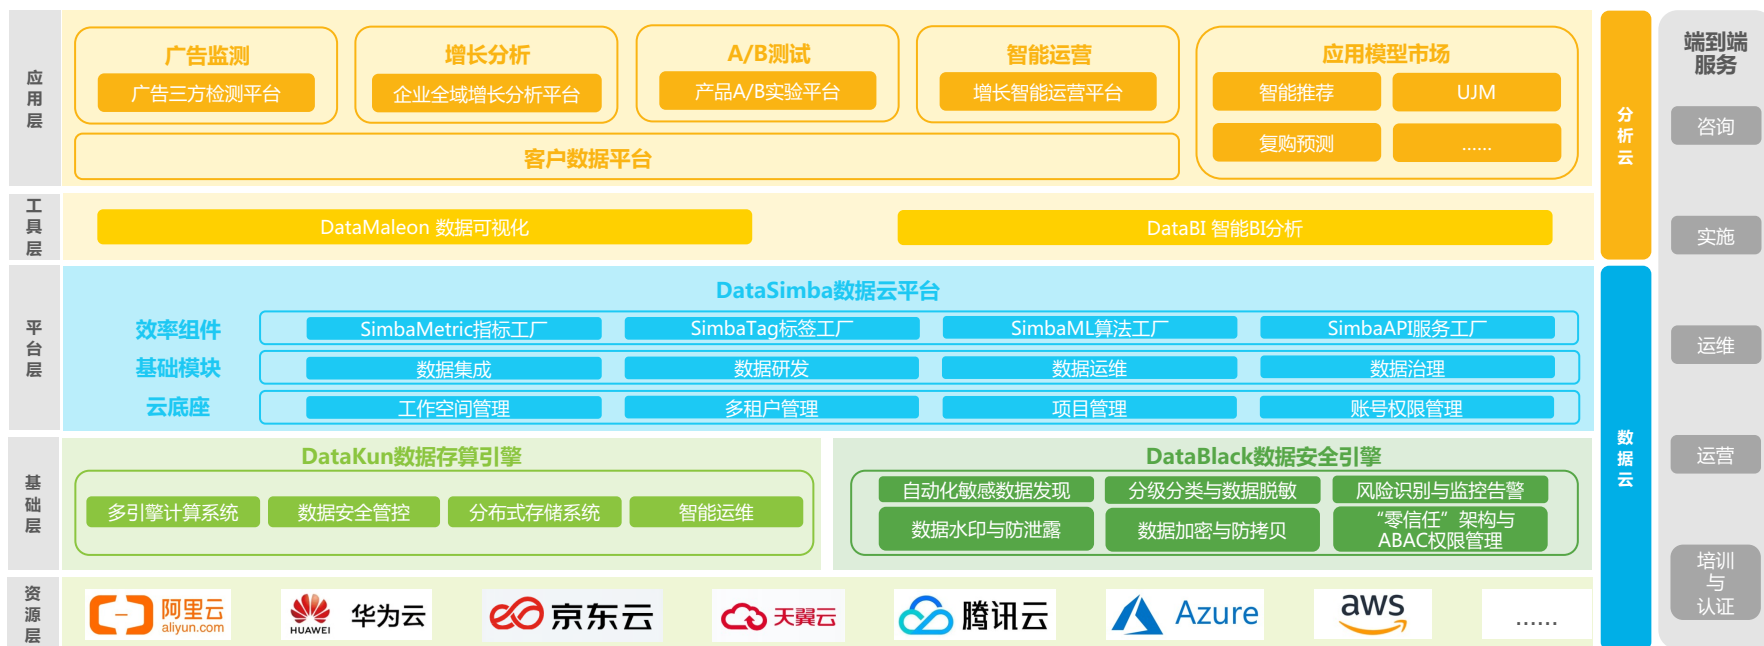 应用层
广告监测
广告三方检测平台
增长分析
企业全域增长分析平台
A/B测试
产品A/B实验平台
智能运营
增长智能运营平台
客户数据平台
应用模型市场
智能推荐
UJM
复购预测
......
工具层
DataMaleon 数据可视化
DataBI 智能BI分析
分析云
平台层
DataSimba数据云平台
效率组件
SimbaMetric指标工厂
SimbaTag标签工厂
SimbaML算法工厂
SimbaAPI服务工厂
基础模块
数据集成
数据研发
数据运维
数据治理
云底座
工作空间管理
多租户管理
项目管理
账号权限管理
基础层
DataKun数据存算引擎
多引擎计算系统
数据安全管控
分布式存储系统
智能运维
DataBlack数据安全引擎
自动化敏感数据发现
分级分类与数据脱敏
风险识别与监控告警
数据水印与防泄露
数据加密与防拷贝
“零信任”架构与
ABAC权限管理
资源层
阿里云
aliyun.com
HUAWEI
华为云
京东云
天翼云
腾讯云
Azure
aws
......
数据云
端到端
服务
咨询
实施
运维
运营
培训
与
认证